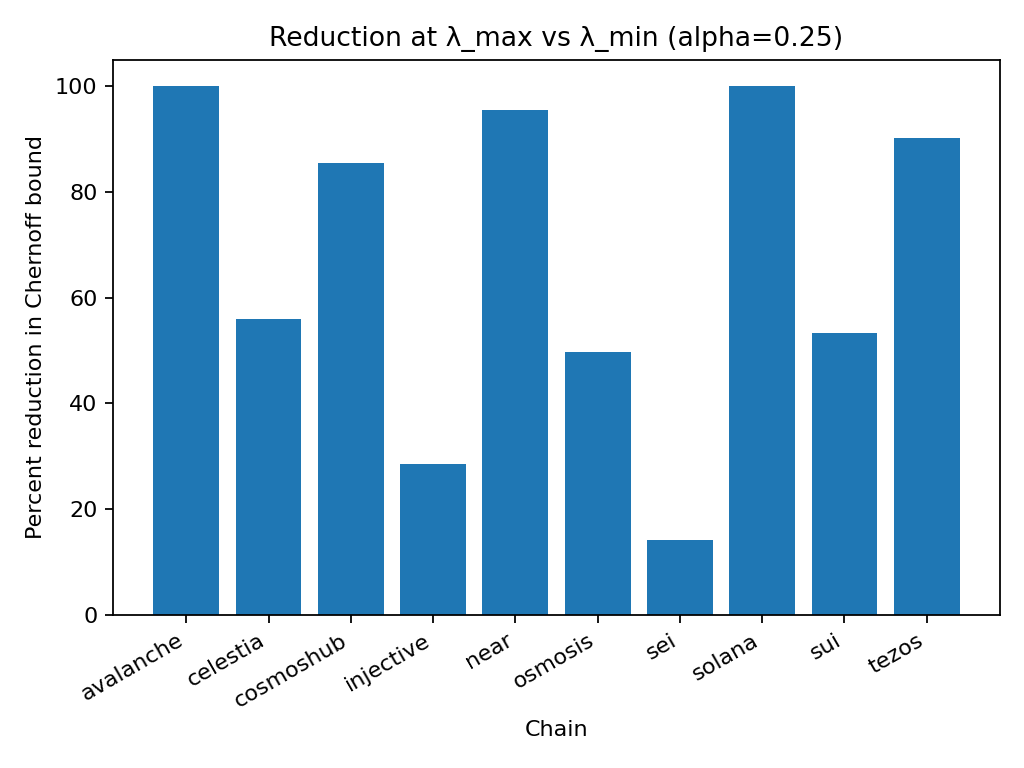 Reduction at λ_max vs λ_min (alpha=0.25)
Percent reduction in Chernoff bound
100
80
60
40
20
0
avalanche
celestia
cosmoshub
injective
near
osmosis
sei
solana
sui
tezos
Chain